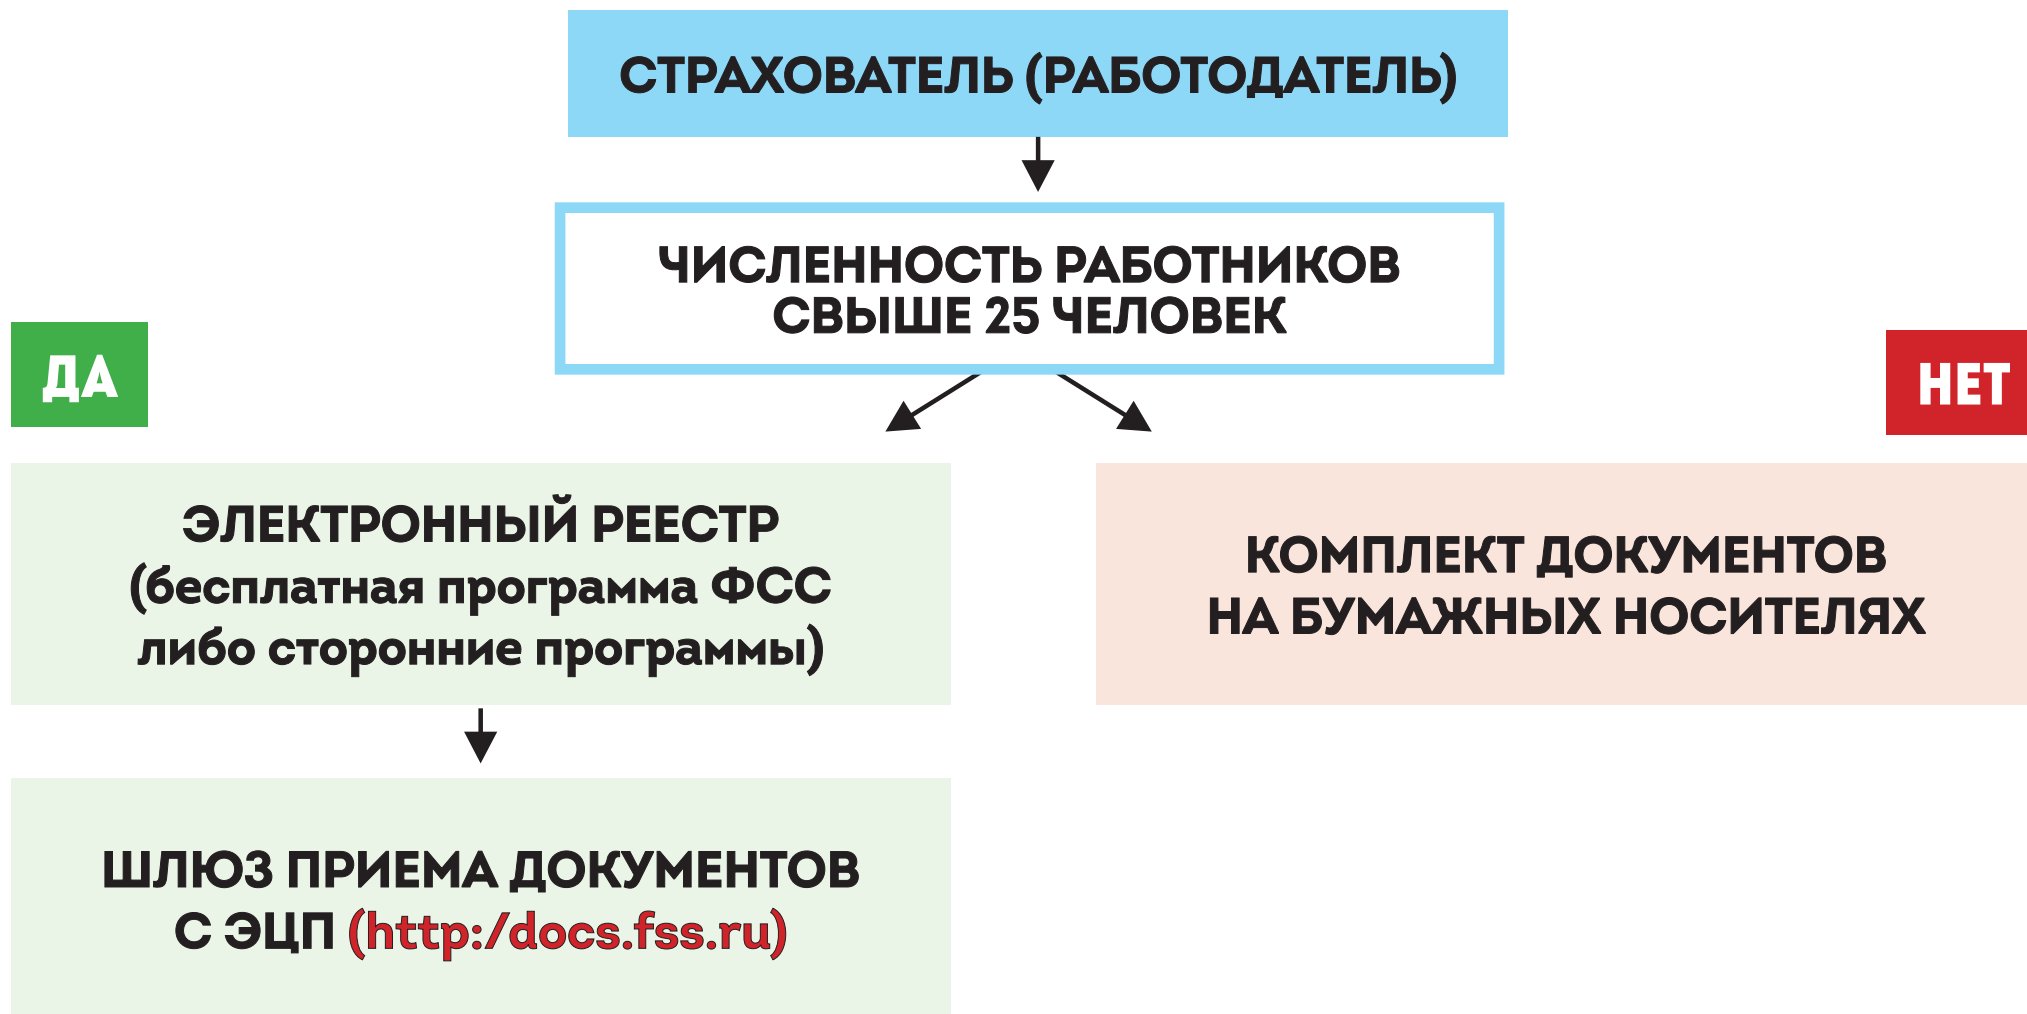 СТРАХОВАТЕЛЬ (РАБОТОДАТЕЛЬ)
ЧИСЛЕННОСТЬ РАБОТНИКОВ
СВЫШЕ 25 ЧЕЛОВЕК
ДА
НЕТ
ЭЛЕКТРОННЫЙ РЕЕСТР
(бесплатная программа ФСС
либо сторонние программы)
КОМПЛЕКТ ДОКУМЕНТОВ
НА БУМАЖНЫХ НОСИТЕЛЯХ
ШЛЮЗ ПРИЕМА ДОКУМЕНТОВ
С ЭЦП (http:/docs.fss.ru)